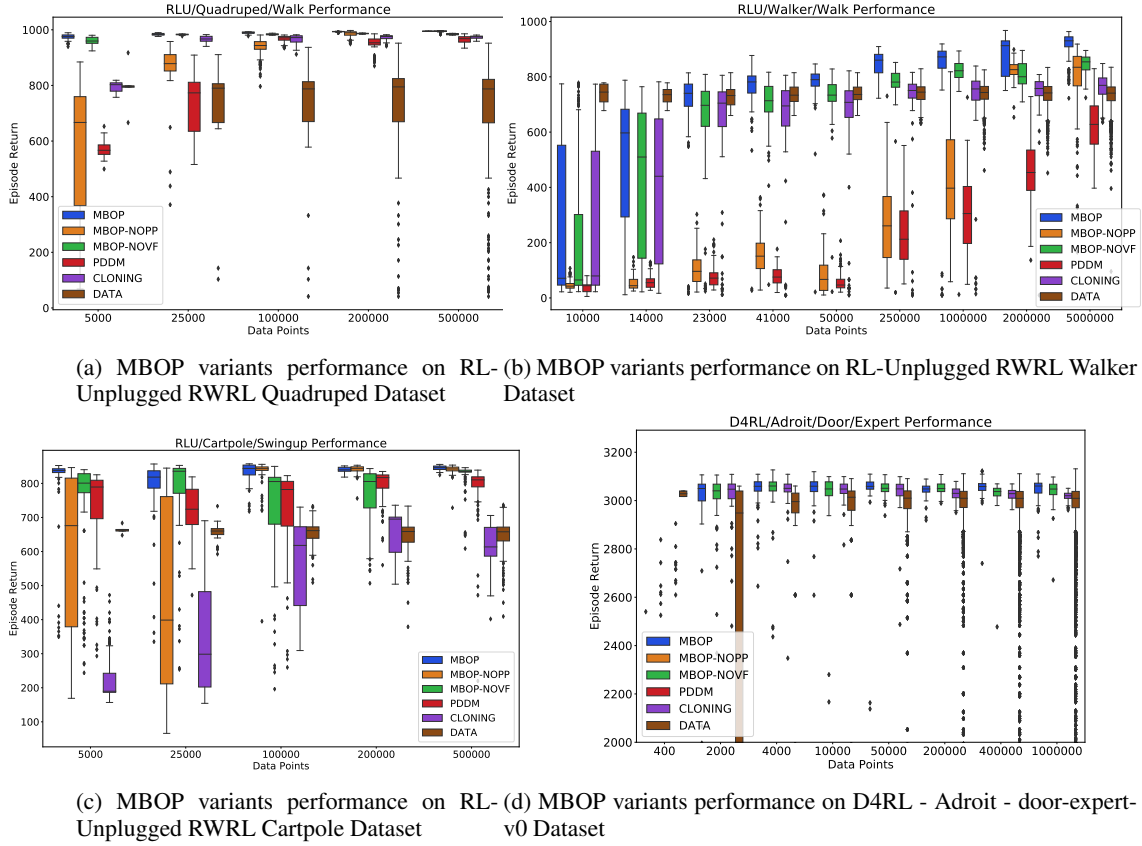 RLU/Quadruped/Walk Performance
1000
800
600
400
200
0
Episode Return
MBOP
MBOP-NOPP
MBOP-NOVF
PDDM
CLONING
DATA
5000 25000 100000 200000 500000
Data Points
(a) MBOP variants performance on RL-
Unplugged RWRL Quadruped Dataset
RLU/Walker/Walk Performance
1000
800
600
400
200
0
Episode Return
MBOP
MBOP-NOPP
MBOP-NOVF
PDDM
CLONING
DATA
10000 14000 23000 41000 50000 250000 1000000 2000000 5000000
Data Points
(b) MBOP variants performance on RL-Unplugged RWRL Walker
Dataset
RLU/Cartpole/Swingup Performance
800
700
600
500
400
300
200
100
Episode Return
MBOP
MBOP-NOPP
MBOP-NOVF
PDDM
CLONING
DATA
5000 25000 100000 200000 500000
Data Points
(c) MBOP variants performance on RL-
Unplugged RWRL Cartpole Dataset
D4RL/Adroit/Door/Expert Performance
3200
3000
2800
2600
2400
2200
2000
Episode Return
MBOP
MBOP-NOPP
MBOP-NOVF
PDDM
CLONING
DATA
400 2000 4000 10000 50000 200000 400000 1000000
Data Points
(d) MBOP variants performance on D4RL - Adroit - door-expert-
v0 Dataset